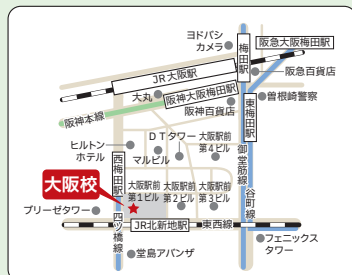 ヨドバシ
カメラ
梅田駅
阪急大阪梅田駅
JR大阪駅
阪急百貨店
大丸
阪神大阪梅田駅
東梅田駅
曽根崎警察
阪神本線
阪神百貨店
ヒルトン
ホテル
DTタワー
大阪駅前
第4ビル
マルビル
御堂筋線
西梅田駅
大阪校
大阪駅前
第1ビル
大阪駅前
第2ビル
大阪駅前
第3ビル
谷町線
ブリーゼタワー
四ツ橋線
JR北新地駅
東西線
堂島アバンザ
フェニックス
タワー